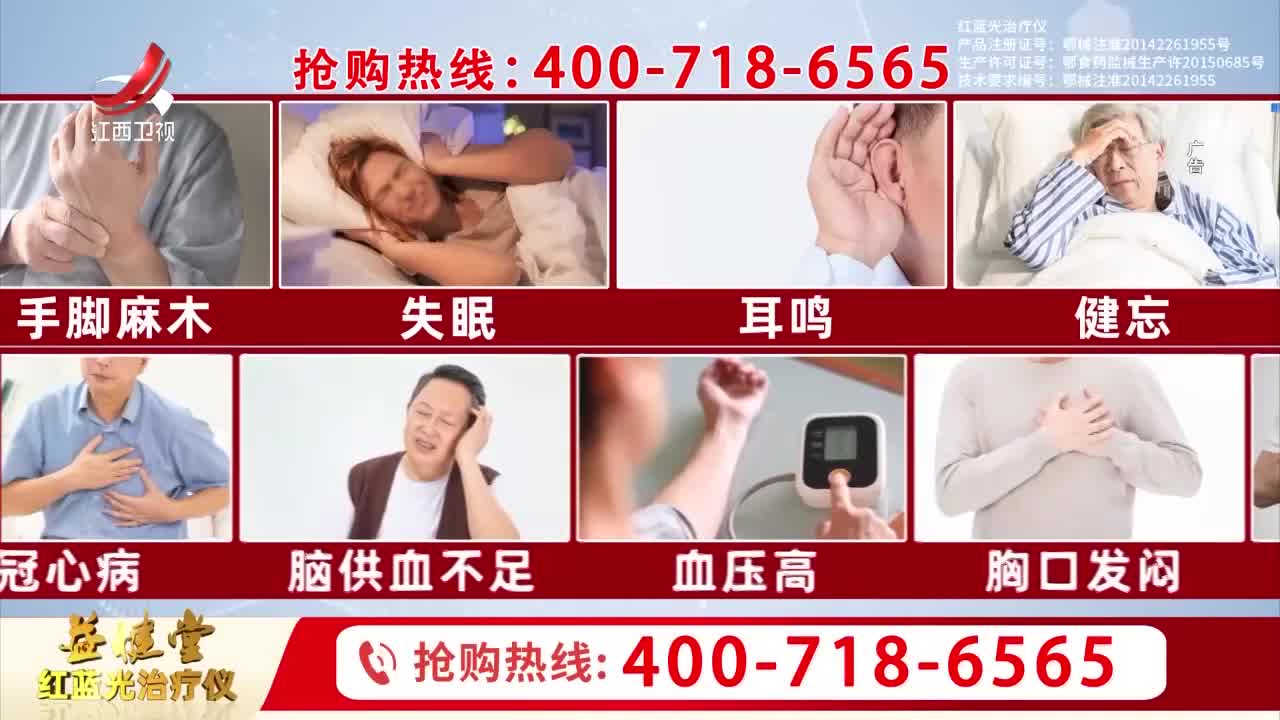 抢购热线：400-718-6565
红蓝光治疗仪
产品注册证号：鄂械注准20142261955号
生产许可证号：鄂食药监械生产许20150685号
技术要求编号：鄂械注准20142261955
江西卫视
广告
手脚麻木
失眠
耳鸣
健忘
冠心病
脑供血不足
血压高
胸口发闷
益健堂
红蓝光治疗仪
抢购热线：400-718-6565